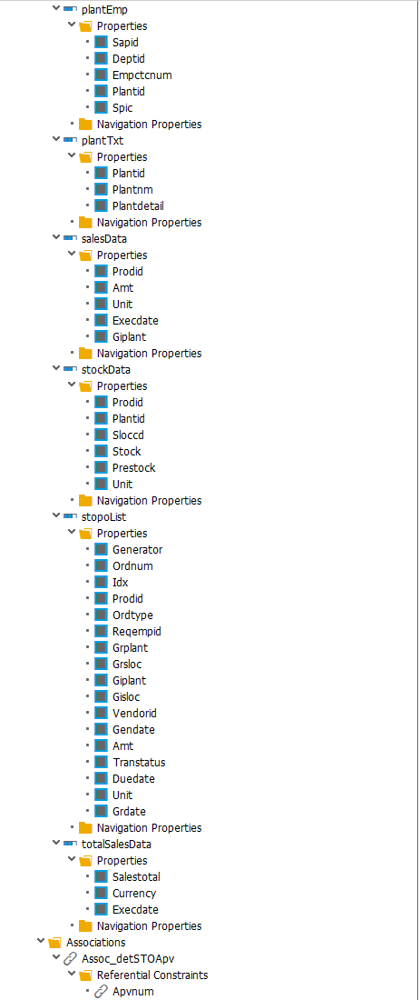 plantEmp
Properties
Sapid
Deptid
Empctcnum
Plantid
Spic
Navigation Properties
plantTxt
Properties
Plantid
Plantnm
Plantdetail
Navigation Properties
salesData
Properties
Prodid
Amt
Unit
Execdate
Giplant
Navigation Properties
stockData
Properties
Prodid
Plantid
Sloccd
Stock
Prestock
Unit
Navigation Properties
stopoList
Properties
Generator
Ordnum
Idx
Prodid
Ordtype
Reqempid
Grplant
Grsloc
Giplant
Gisloc
Vendorid
Gendate
Amt
Transtatus
Duedate
Unit
Grdate
Navigation Properties
totalSalesData
Properties
Salestotal
Currency
Execdate
Navigation Properties
Associations
Assoc_detSTOApv
Referential Constraints
Apvnum